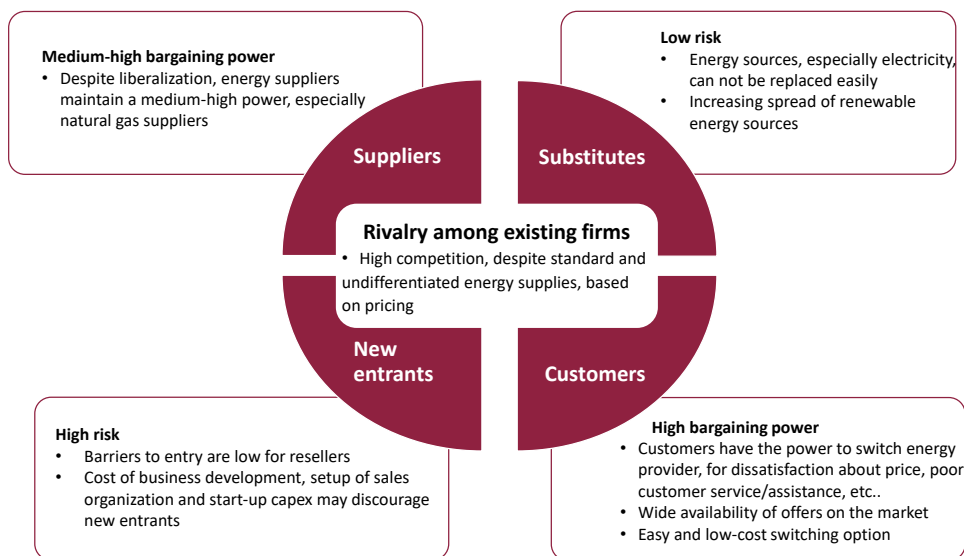 Medium-high bargaining power
• Despite liberalization, energy suppliers
maintain a medium-high power, especially
natural gas suppliers
Low risk
• Energy sources, especially electricity,
can not be replaced easily
• Increasing spread of renewable
energy sources
Suppliers
Substitutes
Rivalry among existing firms
• High competition, despite standard and
undifferentiated energy supplies, based
on pricing
New
entrants
Customers
High risk
• Barriers to entry are low for resellers
• Cost of business development, setup of sales
organization and start-up capex may discourage
new entrants
High bargaining power
• Customers have the power to switch energy
provider, for dissatisfaction about price, poor
customer service/assistance, etc..
• Wide availability of offers on the market
• Easy and low-cost switching option